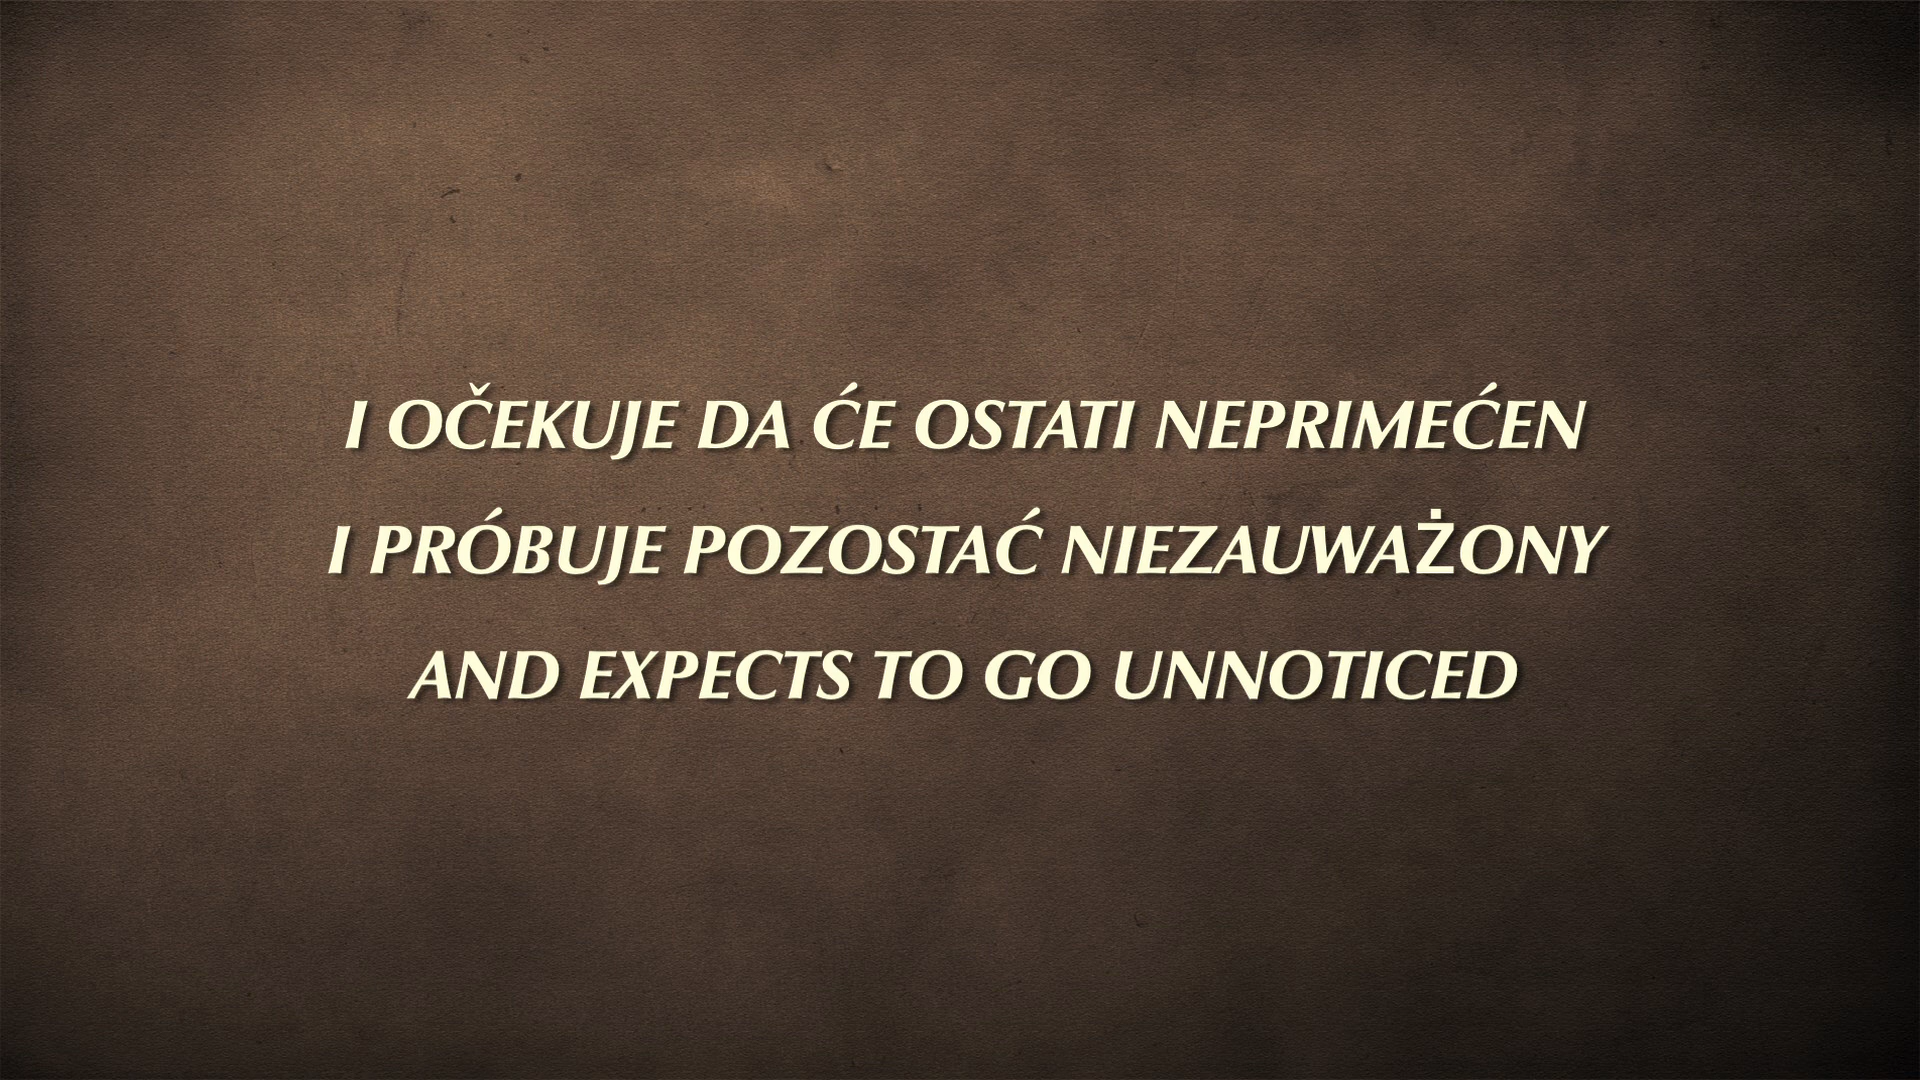 I OČEKUJE DA ĆE OSTATI NEPRIMEĆEN
I PRÓBUJE POZOSTAĆ NIEZAUWAŻONY
AND EXPECTS TO GO UNNOTICED